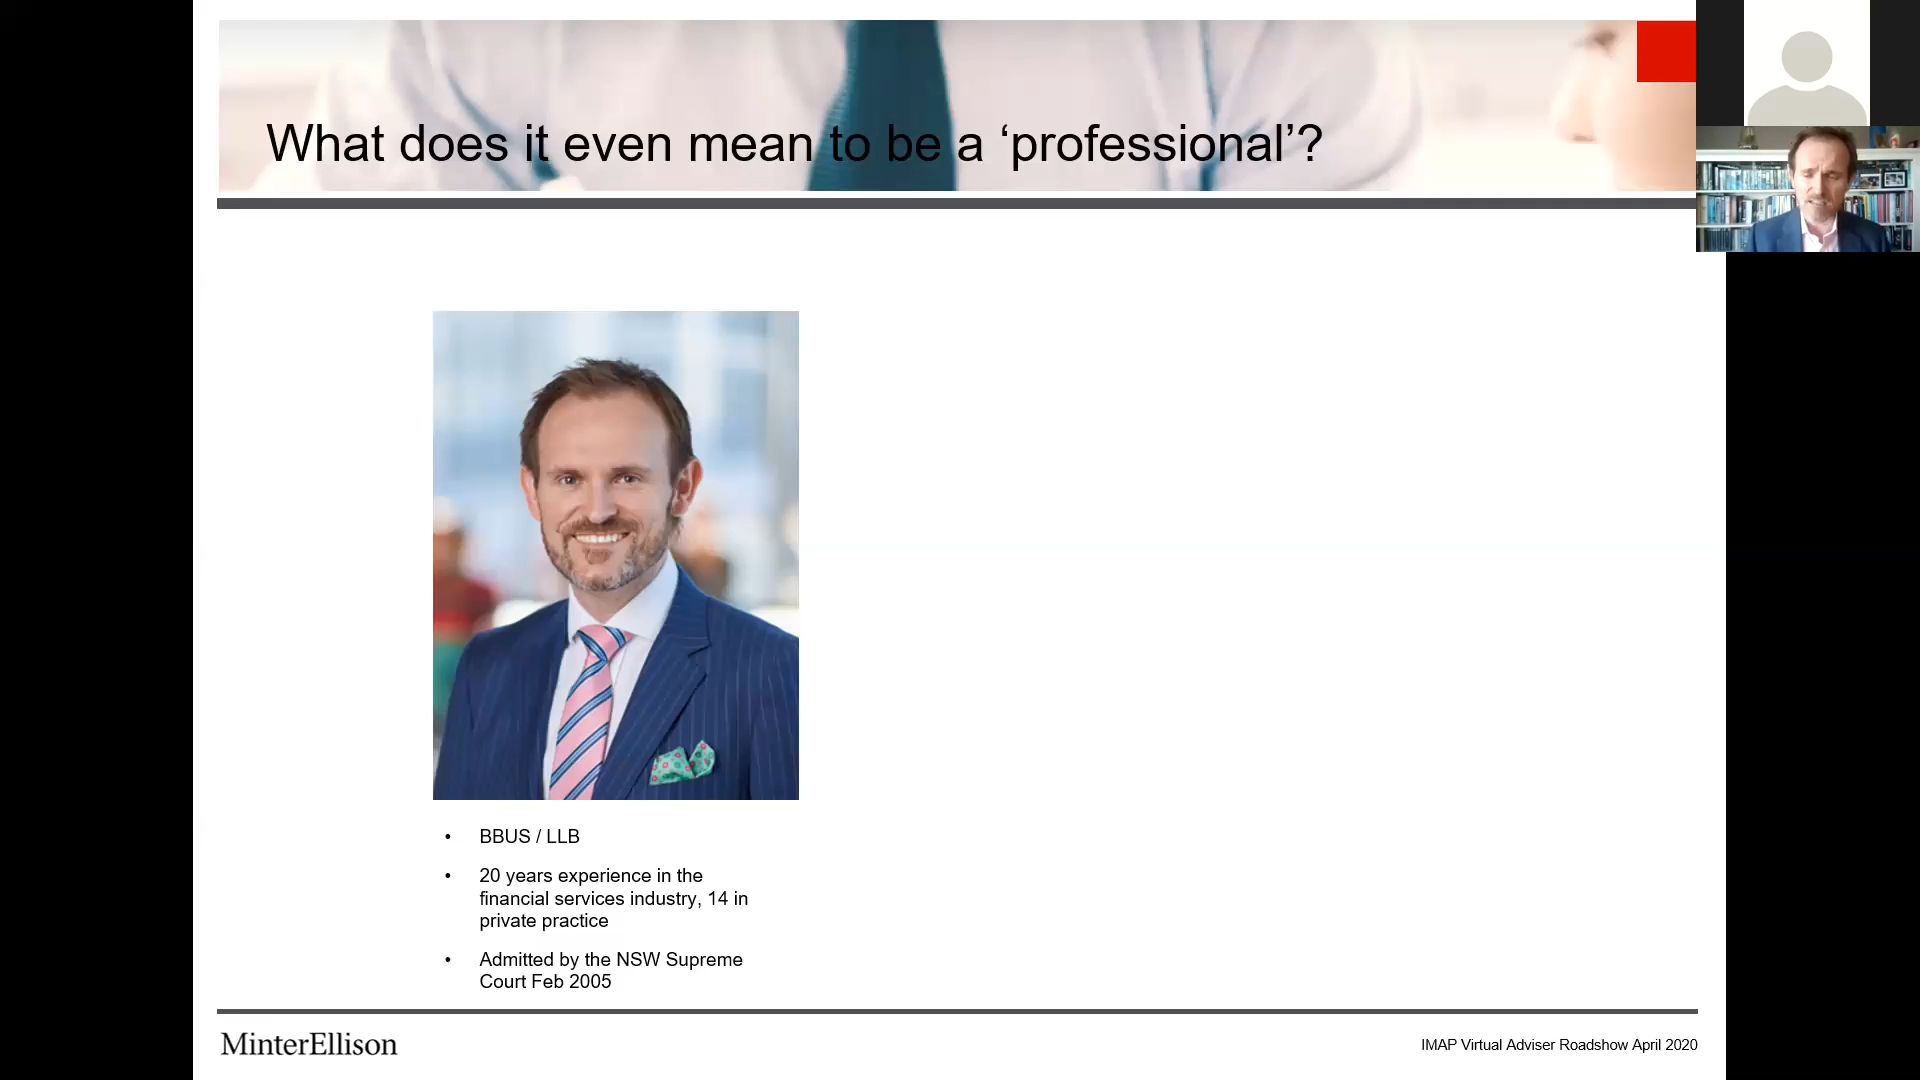 What does it even mean to be a ‘professional’?
• BBUS / LLB
• 20 years experience in the
financial services industry, 14 in
private practice
• Admitted by the NSW Supreme
Court Feb 2005
MinterEllison
IMAP Virtual Adviser Roadshow April 2020